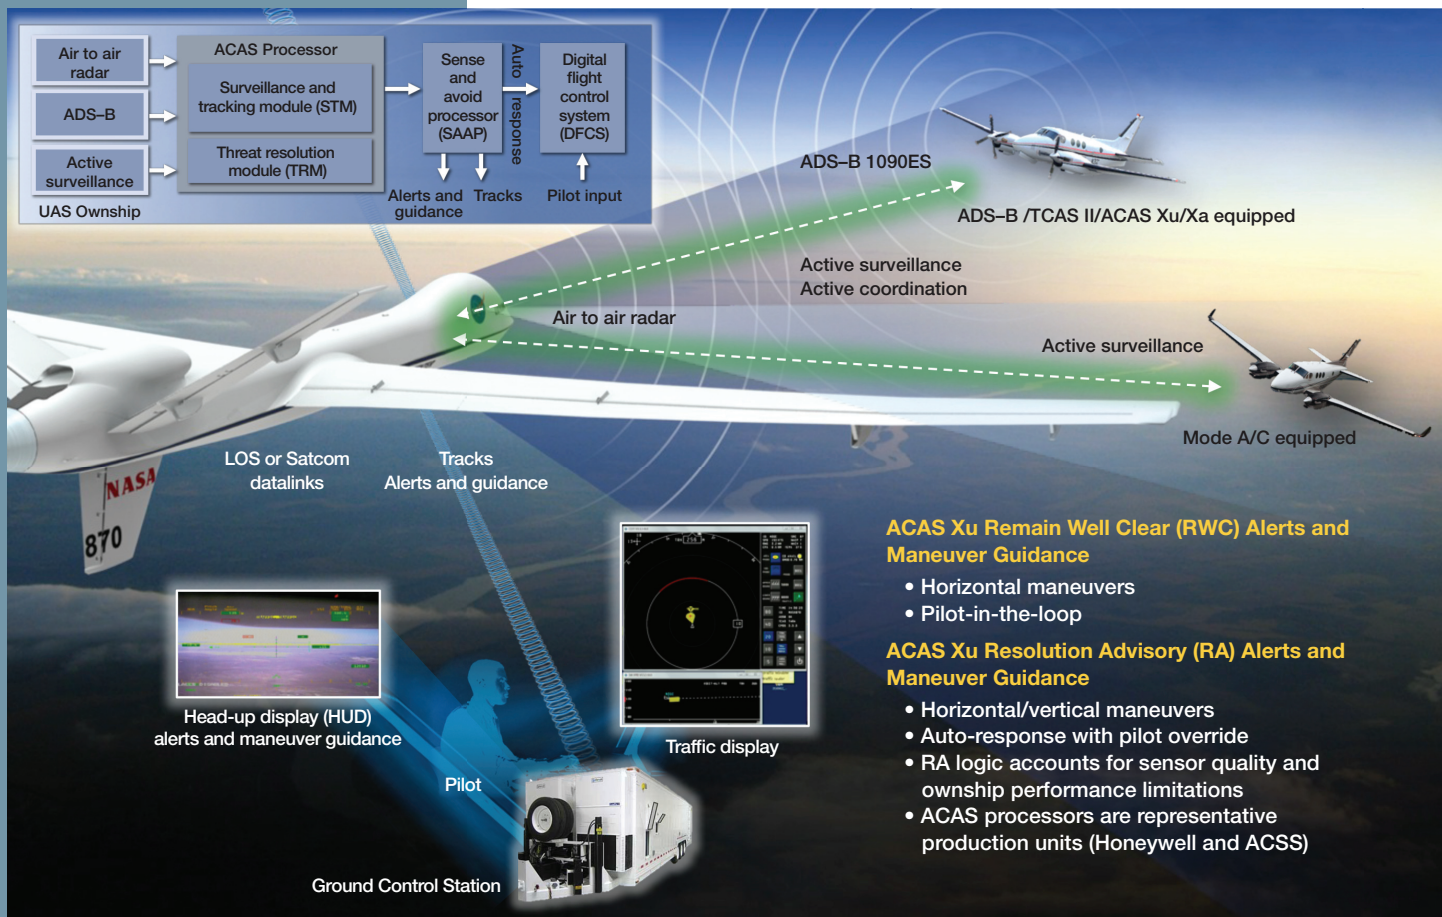 Air to air
radar
ADS–B
Active
surveillance
UAS Ownship
ACAS Processor
Surveillance and
tracking module (STM)
Threat resolution
module (TRM)
Sense
and
avoid
processor
(SAAP)
Auto response
Digital
flight
control
system
(DFCS)
Alerts and
guidance
Tracks
Pilot input
ADS–B 1090ES
ADS–B /TCAS II/ACAS Xu/Xa equipped
Active surveillance
Active coordination
Air to air radar
Active surveillance
Mode A/C equipped
LOS or Satcom
datalinks
Tracks
Alerts and guidance
NASA
870
Head-up display (HUD)
alerts and maneuver guidance
Traffic display
Pilot
Ground Control Station
ACAS Xu Remain Well Clear (RWC) Alerts and
Maneuver Guidance
• Horizontal maneuvers
• Pilot-in-the-loop
ACAS Xu Resolution Advisory (RA) Alerts and
Maneuver Guidance
• Horizontal/vertical maneuvers
• Auto-response with pilot override
• RA logic accounts for sensor quality and
ownship performance limitations
• ACAS processors are representative
production units (Honeywell and ACSS)